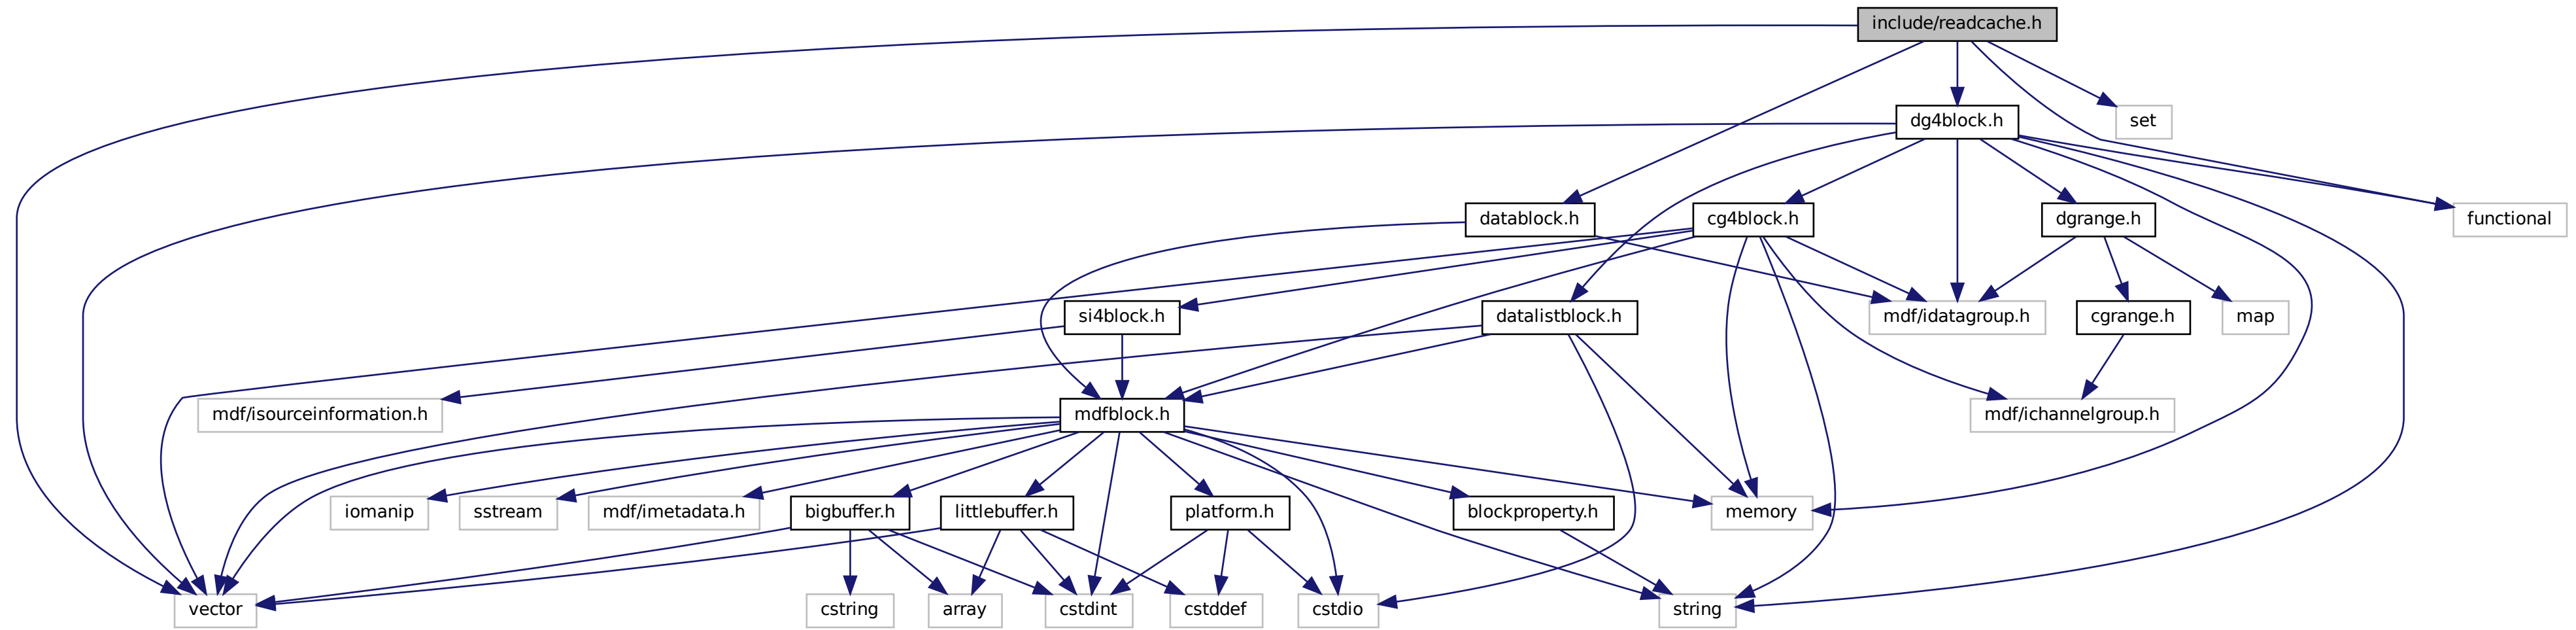 include/readcache.h
dg4block.h
set
datablock.h
cg4block.h
dgrange.h
functional
si4block.h
datalistblock.h
mdf/idatagroup.h
cgrange.h
map
mdf/isourceinformation.h
mdfblock.h
mdf/ichannelgroup.h
iomanip
sstream
mdf/imetadata.h
bigbuffer.h
littlebuffer.h
platform.h
blockproperty.h
memory
vector
cstring
array
cstdint
cstddef
cstdio
string